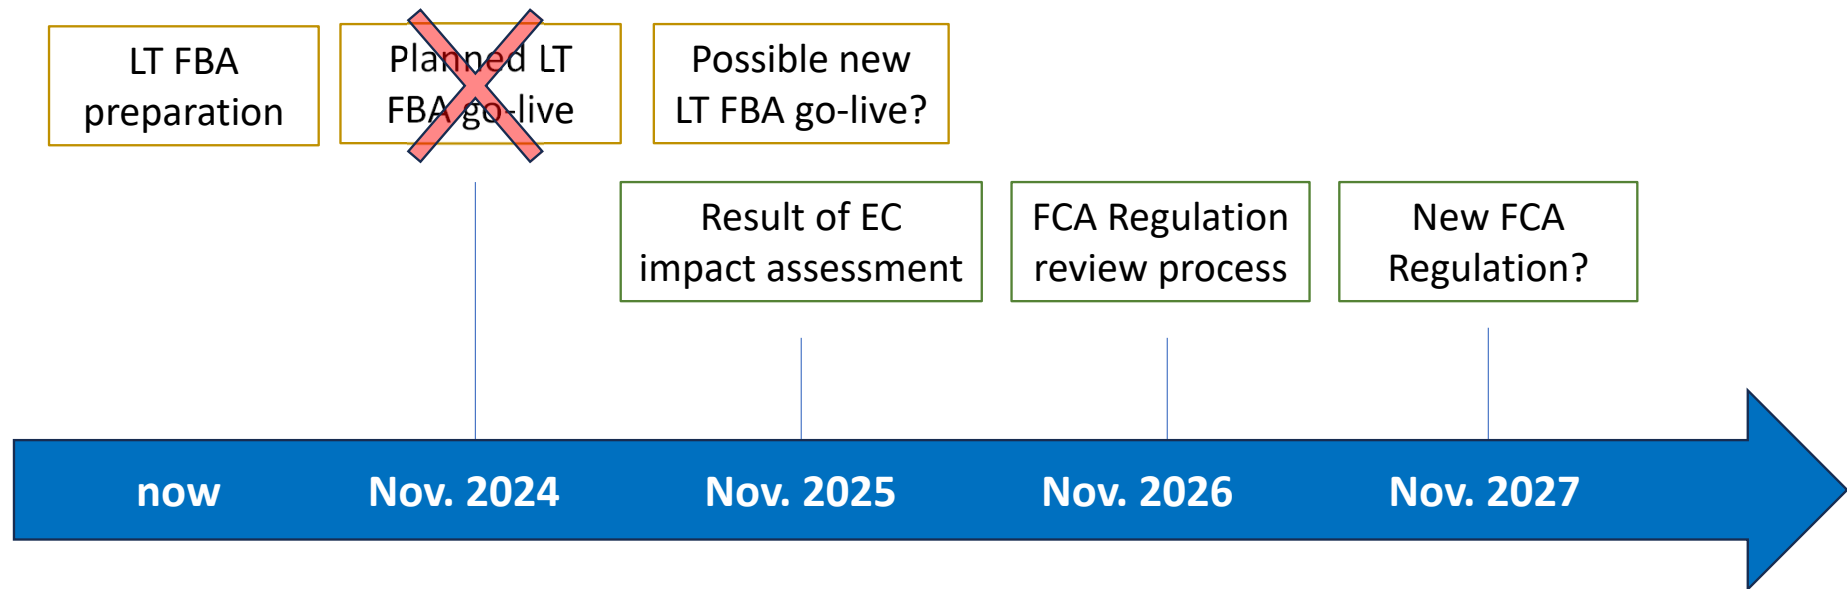 LT FBA
preparation
Planned LT
FBA go-live
Possible new
LT FBA go-live?
Result of EC
impact assessment
FCA Regulation
review process
New FCA
Regulation?
now
Nov. 2024
Nov. 2025
Nov. 2026
Nov. 2027